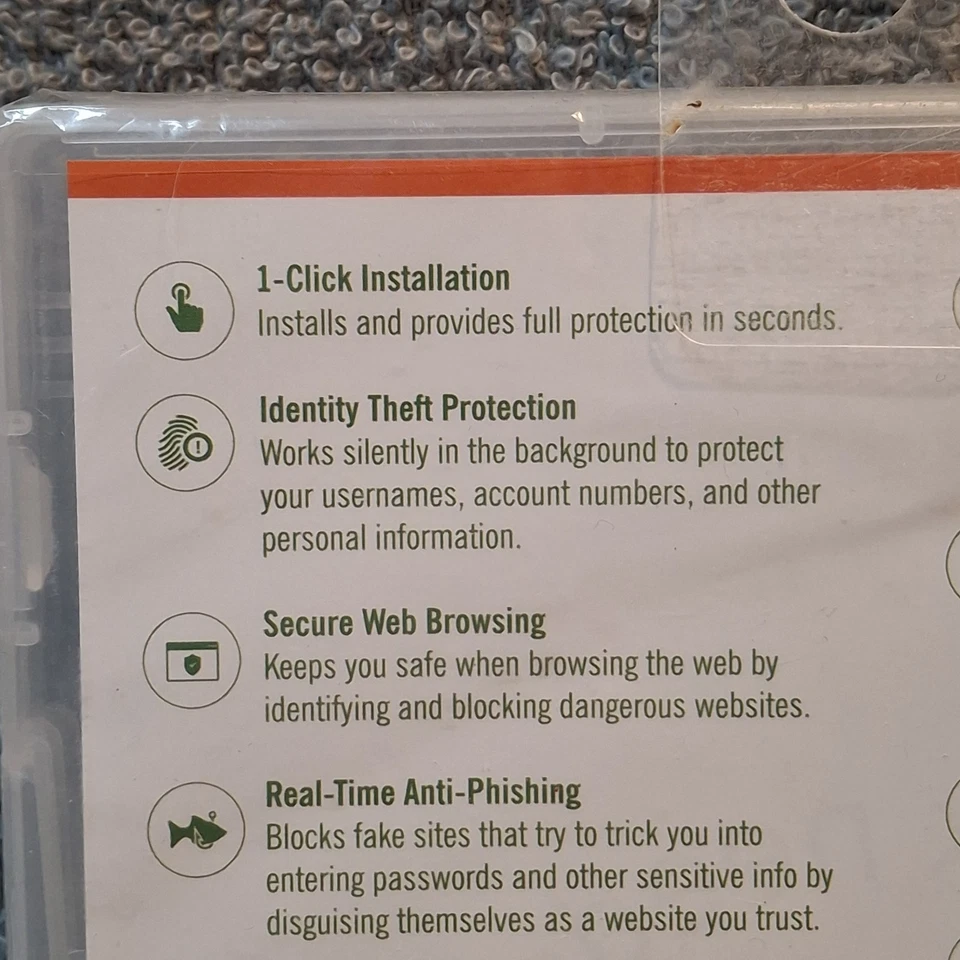 1-Click Installation
Installs and provides full protection in seconds.
Identity Theft Protection
Works silently in the background to protect
your usernames, account numbers, and other
personal information.
Secure Web Browsing
Keeps you safe when browsing the web by
identifying and blocking dangerous websites.
Real-Time Anti-Phishing
Blocks fake sites that try to trick you into
entering passwords and other sensitive info by
disguising themselves as a website you trust.